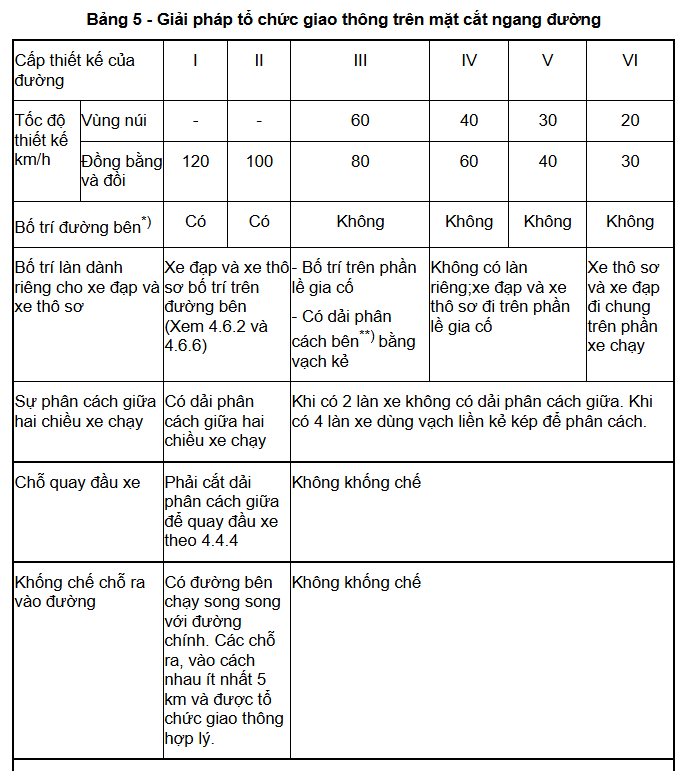 Bảng 5 - Giải pháp tổ chức giao thông trên mặt cắt ngang đường
Cấp thiết kế của
đường
I
II
III
IV
V
VI
Tốc độ
thiết kế
km/h
Vùng núi
-
-
60
40
30
20
Đồng bằng
và đồi
120
100
80
60
40
30
Bố trí đường bên*)
Có
Có
Không
Không
Không
Không
Bố trí làn dành
riêng cho xe đạp và
xe thô sơ
Xe đạp và xe thô
sơ bố trí trên
đường bên
(Xem 4.6.2 và
4.6.6)
- Bố trí trên phần
lề gia cố
- Có dải phân
cách bên**) bằng
vạch kẻ
Không có làn
riêng;xe đạp và xe
thô sơ đi trên phần
lề gia cố
Xe thô sơ
và xe đạp
đi chung
trên phần
xe chạy
Sự phân cách giữa
hai chiều xe chạy
Có dải phân
cách giữa hai
chiều xe chạy
Khi có 2 làn xe không có dải phân cách giữa. Khi
có 4 làn xe dùng vạch liền kẻ kép để phân cách.
Chỗ quay đầu xe
Phải cắt dải
phân cách giữa
để quay đầu xe
theo 4.4.4
Không khống chế
Khống chế chỗ ra
vào đường
Có đường bên
chạy song song
với đường
chính. Các chỗ
ra, vào cách
nhau ít nhất 5
km và được tổ
chức giao thông
hợp lý.
Không khống chế